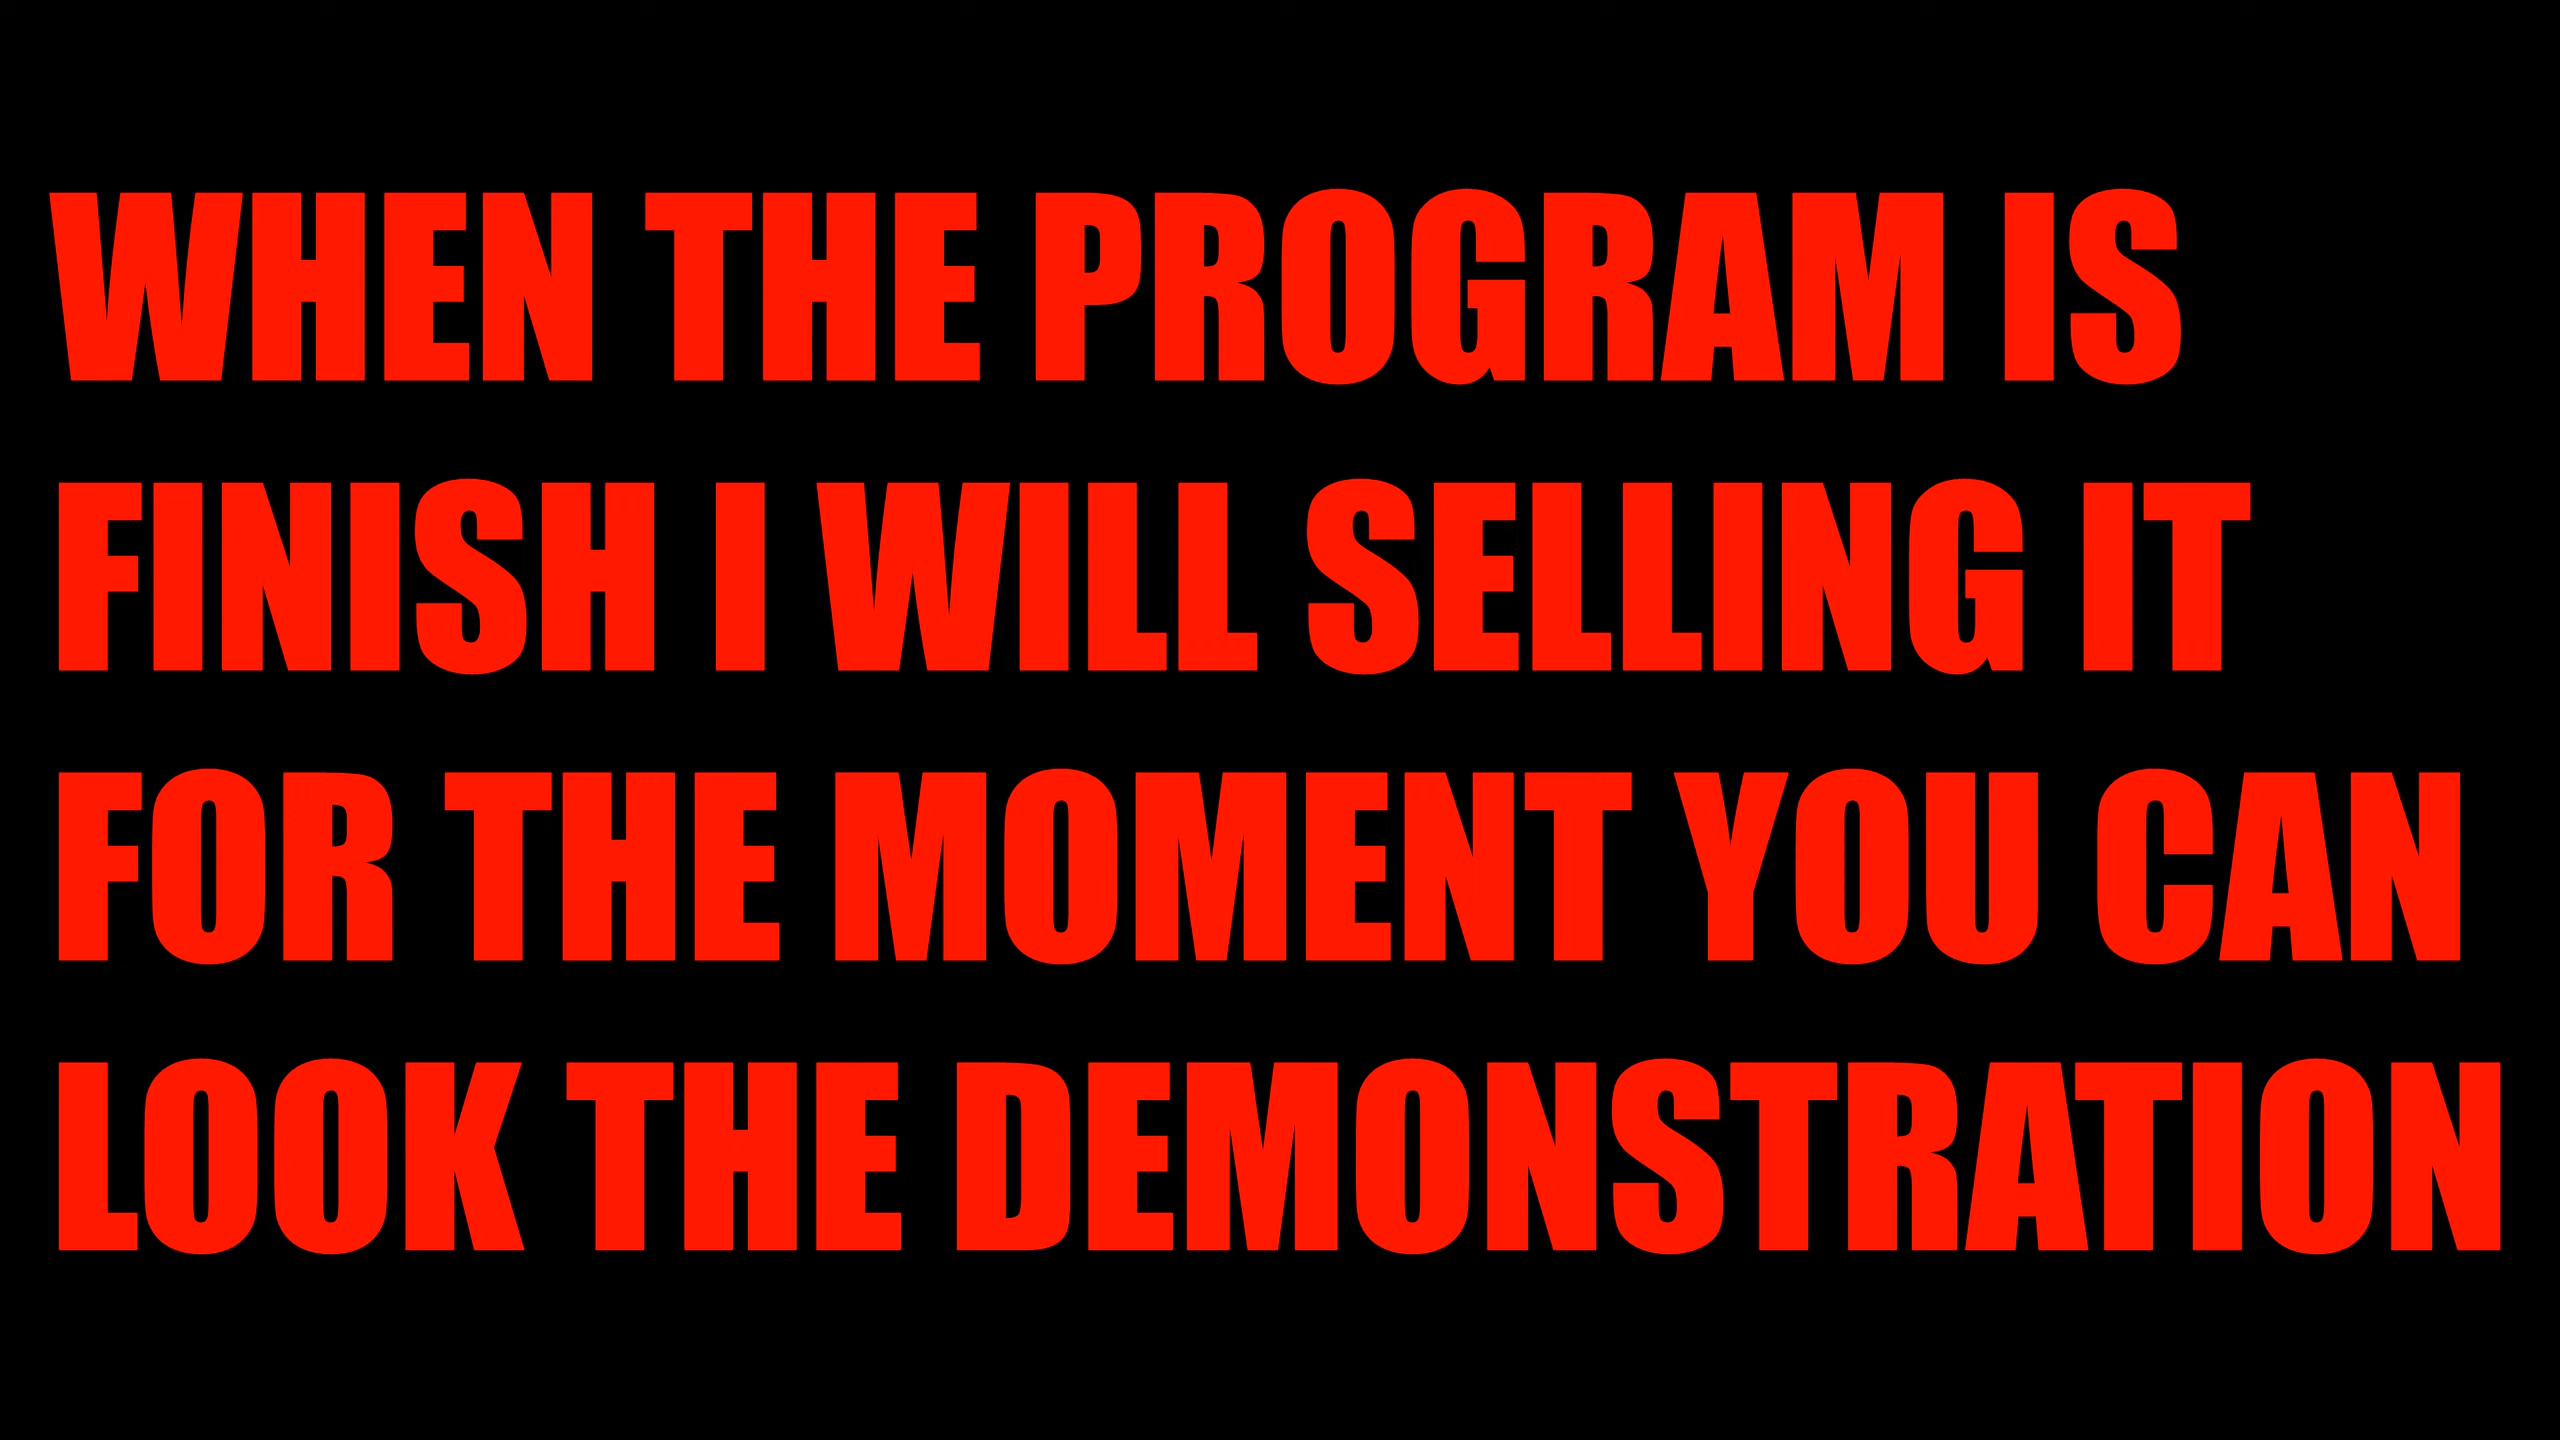 WHEN THE PROGRAM IS
FINISH I WILL SELLING IT
FOR THE MOMENT YOU CAN
LOOK THE DEMONSTRATION